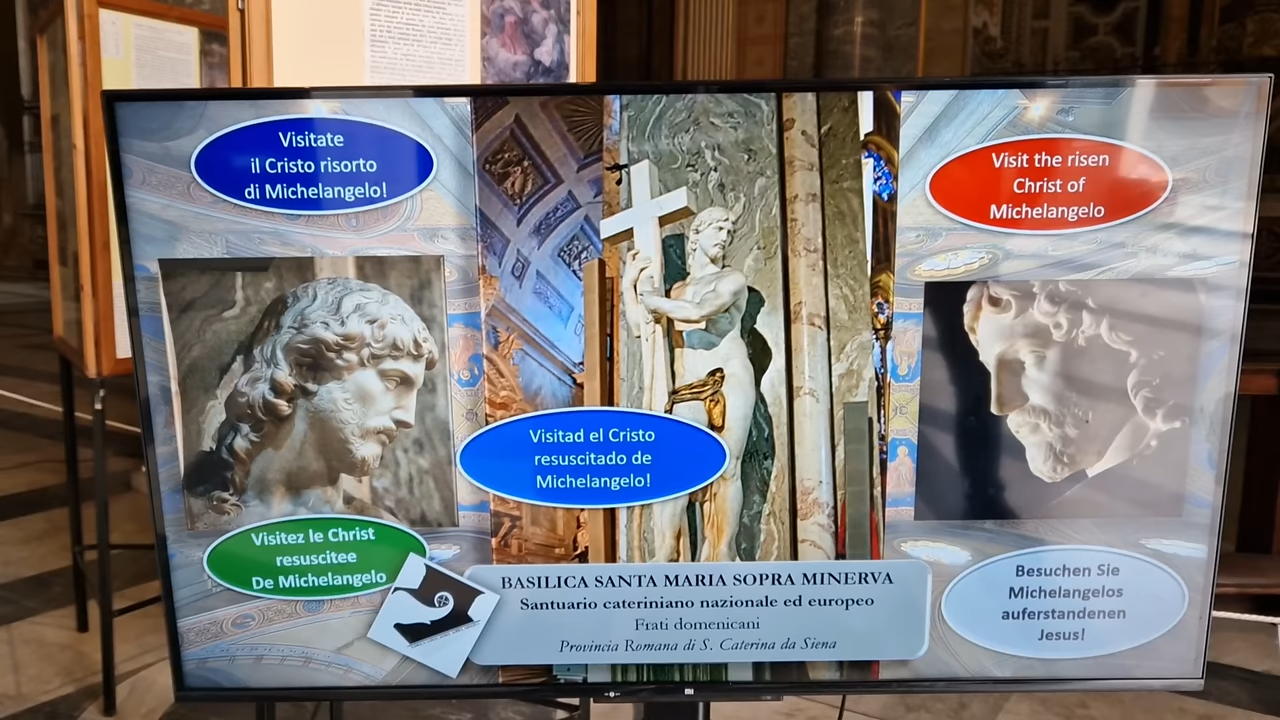 Visitate
il Cristo risorto
di Michelangelo!
Visit the risen
Christ of
Michelangelo
Visitad el Cristo
resuscitado de
Michelangelo!
Visitez le Christ
resuscitee
De Michelangelo
Besuchen Sie
Michelangelos
auferstandenen
Jesus!
BASILICA SANTA MARIA SOPRA MINERVA
Santuario cateriniano nazionale ed europeo
Frati domenicani
Provincia Romana di S. Caterina da Siena
mi